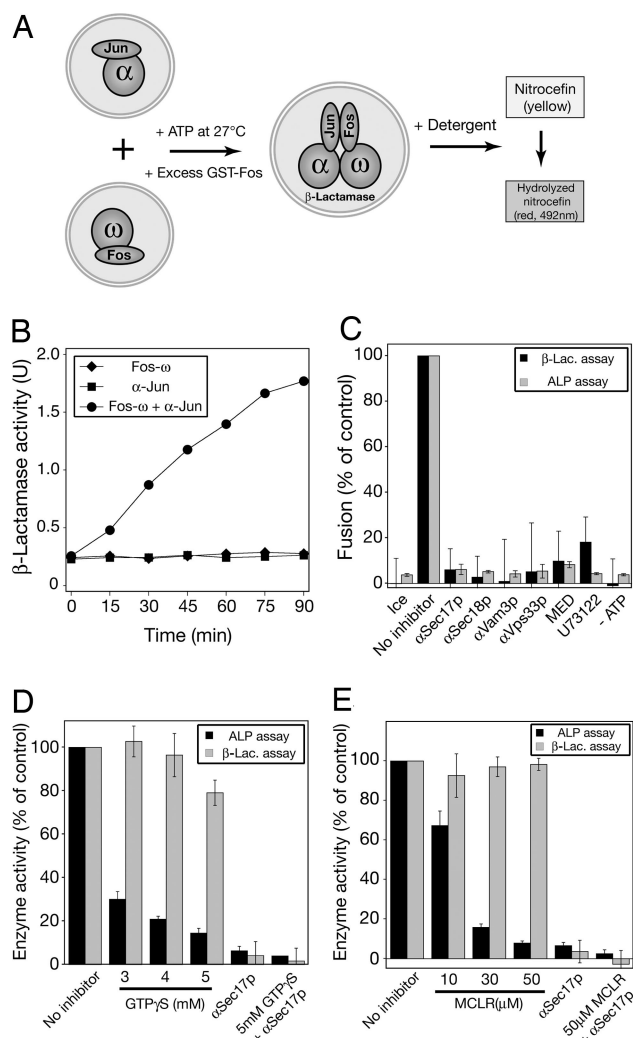 A
Jun
α
+
ω
Fos
+ ATP at 27°C
+ Excess GST-Fos
Jun
Fos
α
ω
β-Lactamase
+ Detergent
Nitrocefin
(yellow)
Hydrolyzed
nitrocefin
(red, 492nm)
B
β-Lactamase activity (U)
2.0
1.5
1.0
0.5
0
Fos-ω
α-Jun
Fos-ω + α-Jun
0 15 30 45 60 75 90
Time (min)
C
Fusion (% of control)
100
80
60
40
20
0
β-Lac. assay
ALP assay
Ice
No inhibitor
αSec17p
αSec18p
αVam3p
αVps33p
MED
U73122
- ATP
D
Enzyme activity (% of control)
100
80
60
40
20
0
ALP assay
β-Lac. assay
No inhibitor
3 4 5
GTPγS (mM)
αSec17p
5mM GTPγS
+ αSec17p
E
Enzyme activity (% of control)
100
80
60
40
20
0
ALP assay
β-Lac. assay
No inhibitor
10 30 50
MCLR(μM)
αSec17p
50μM MCLR
αSec17p